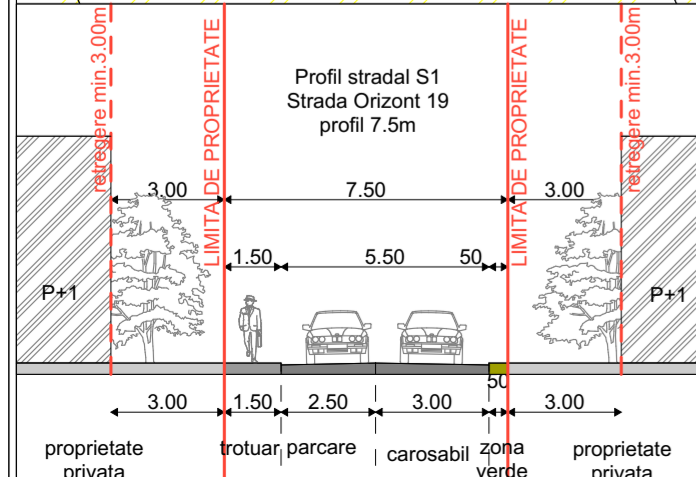 retregere min.3.00m
LIMITA DE PROPRIETATE
Profil stradal S1
Strada Orizont 19
profil 7.5m
LIMITA DE PROPRIETATE
retregere min.3.00m
3.00
7.50
3.00
1.50
5.50
50
P+1
P+1
50
3.00
1.50
2.50
3.00
3.00
proprietate
privata
trotuar
parcare
carosabil
zona
verde
proprietate
privata